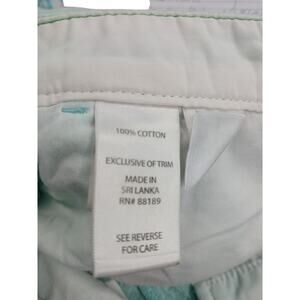 100% COTTON
EXCLUSIVE OF TRIM
MADE IN
SRI LANKA
RN# 88189
SEE REVERSE
FOR CARE